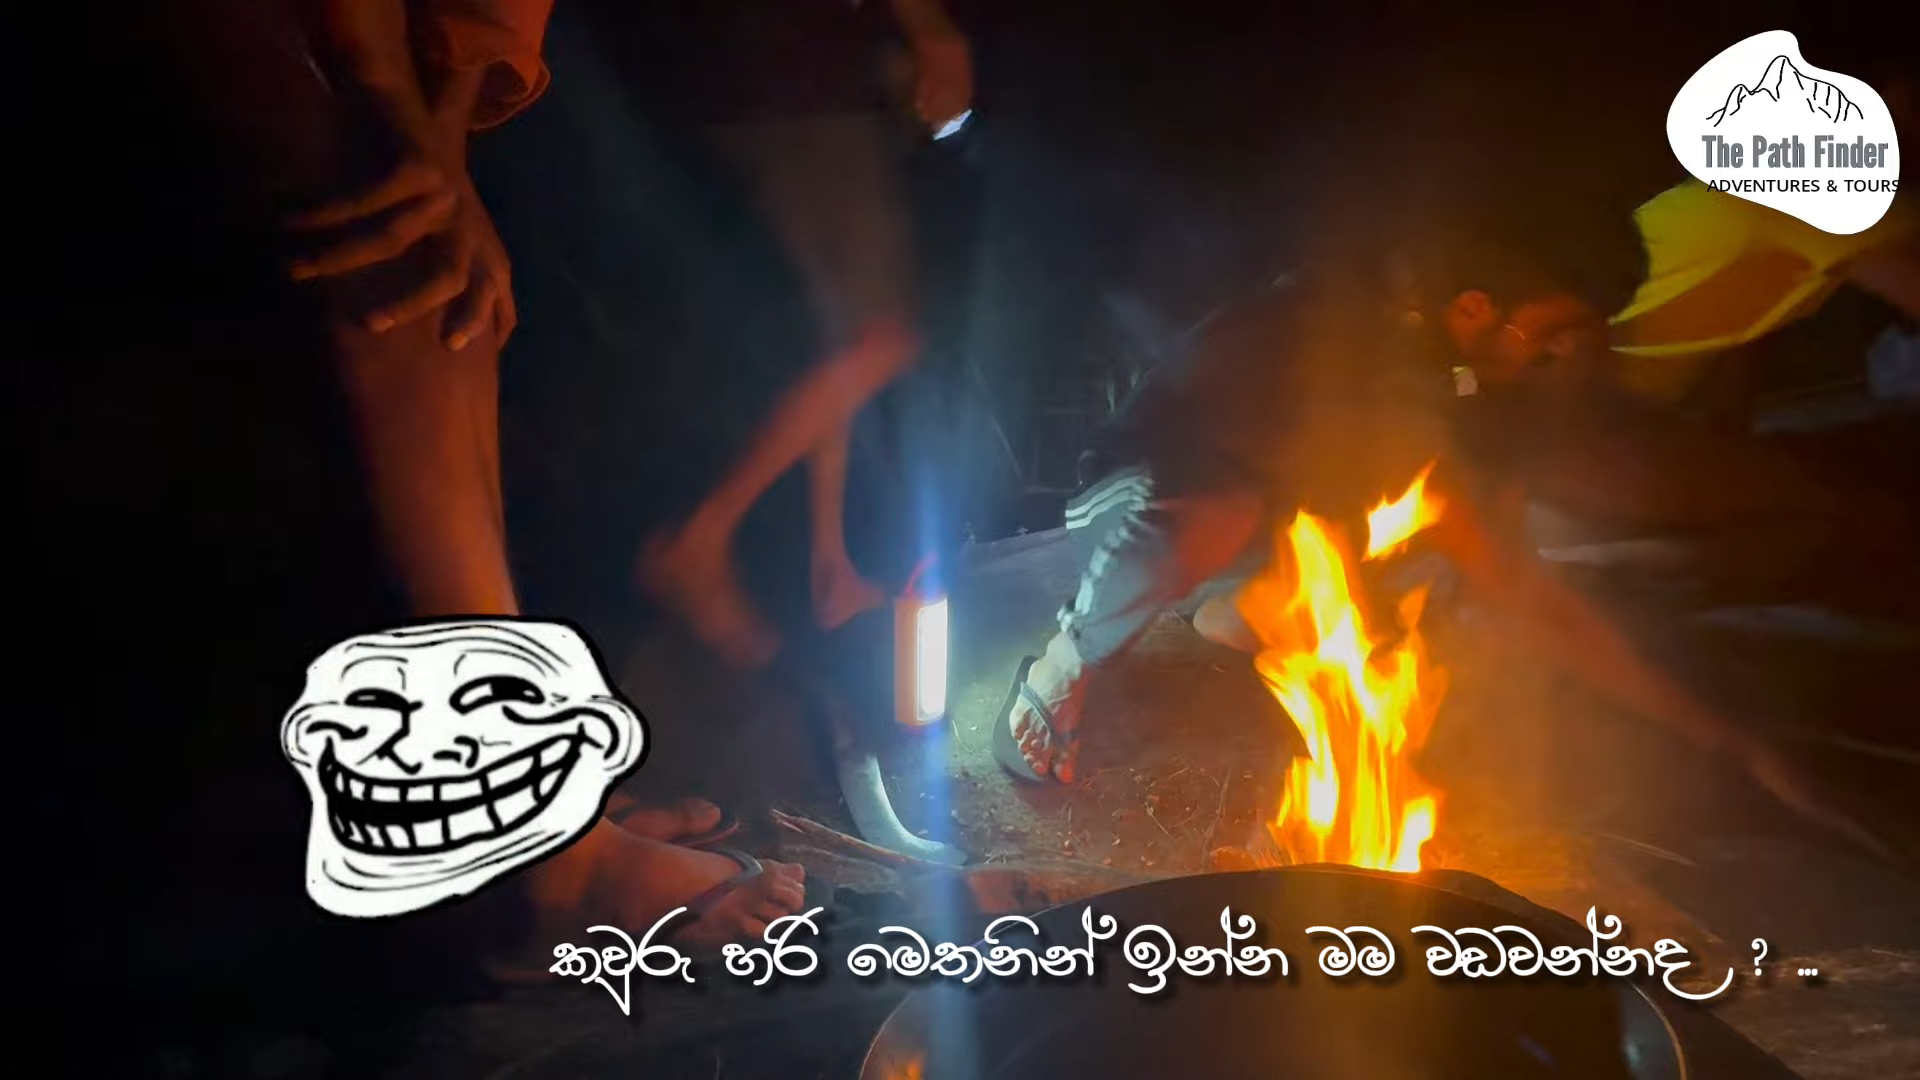 The Path Finder
ADVENTURES & TOURS
කවුරු හරි මෙතනින් ඉන්න මම වඩවන්නද ? ...